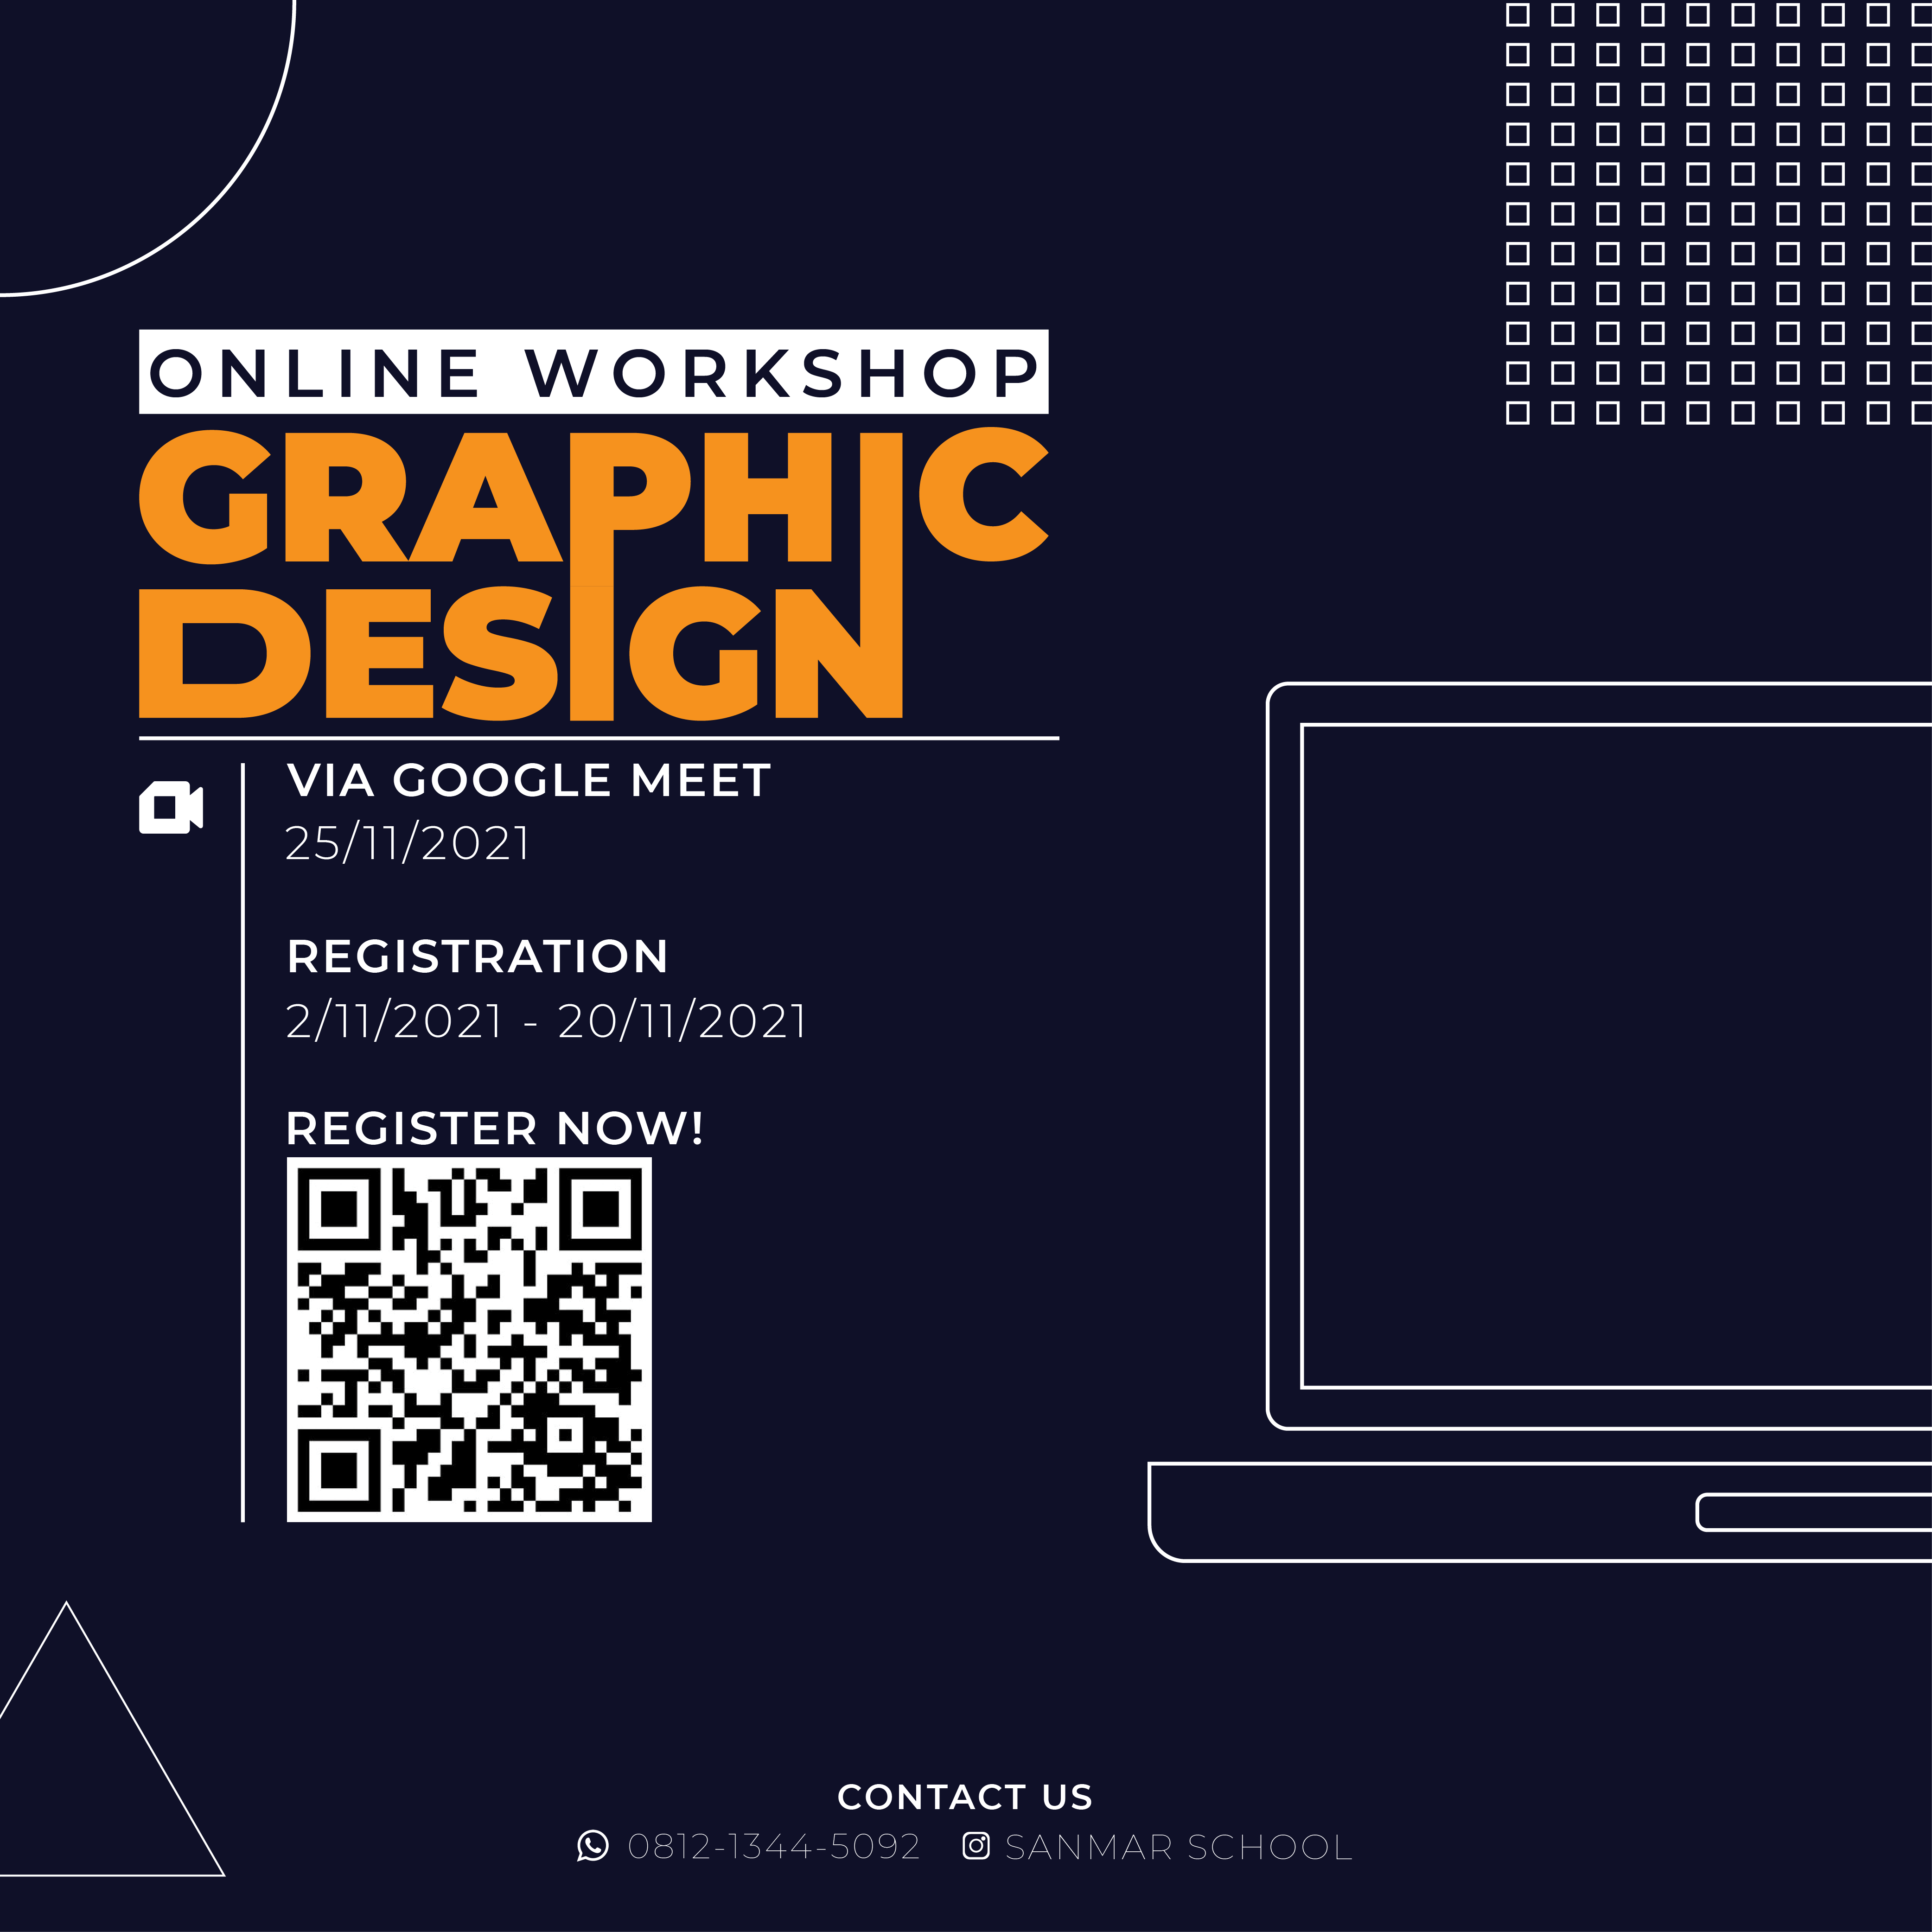 ONLINE WORKSHOP
GRAPHIC
DESIGN
VIA GOOGLE MEET
25/11/2021
REGISTRATION
2/11/2021 - 20/11/2021
REGISTER NOW!
CONTACT US
0812-1344-5092 SANMAR SCHOOL